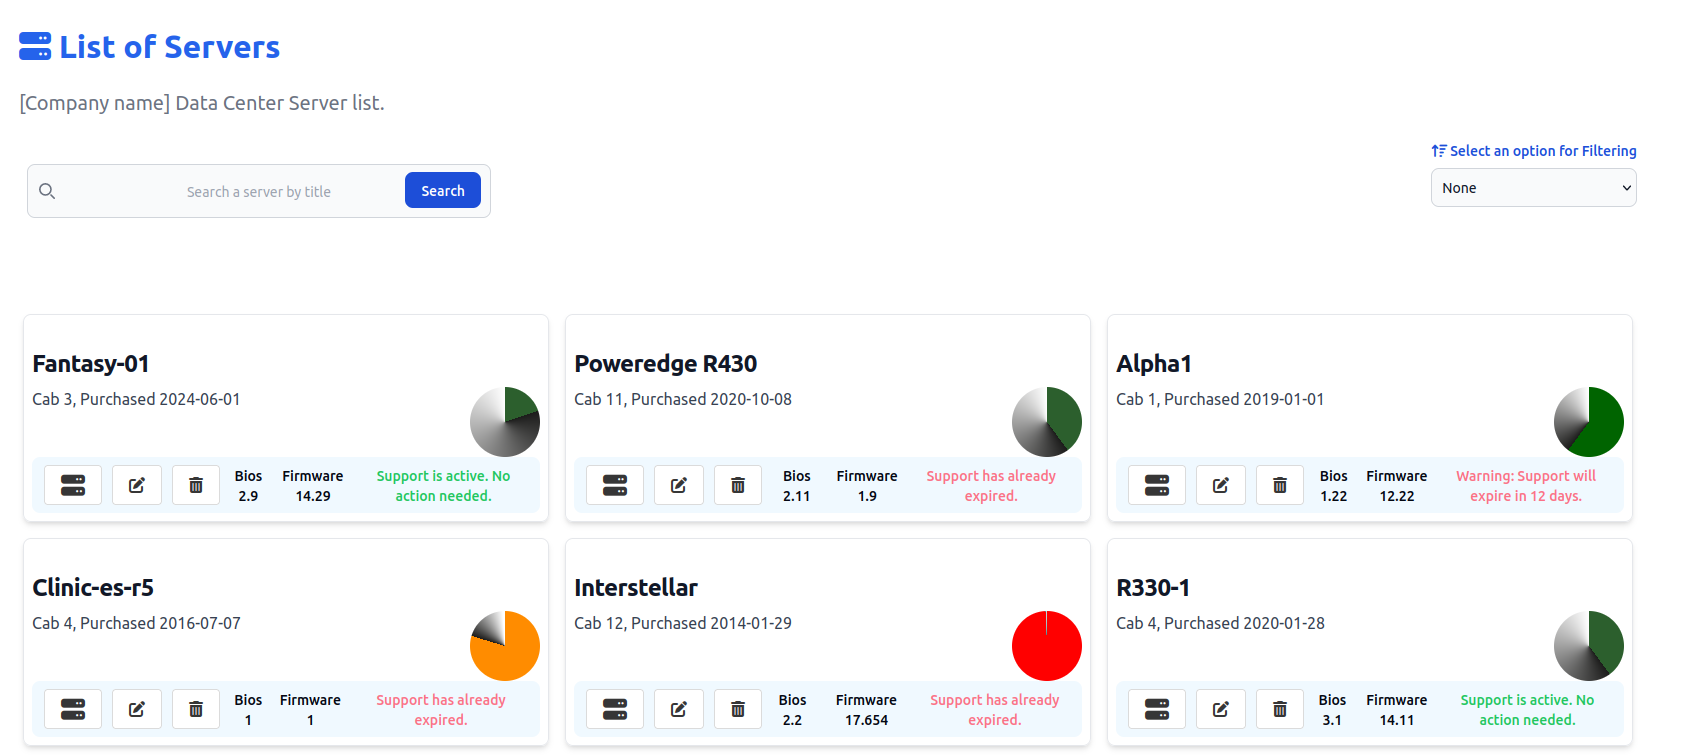 List of Servers
[Company name] Data Center Server list.
Select an option for Filtering
Search a server by title
Search
None
Fantasy-01
Cab 3, Purchased 2024-06-01
Bios
2.9
Firmware
14.29
Support is active. No
action needed.
Poweredge R430
Cab 11, Purchased 2020-10-08
Bios
2.11
Firmware
1.9
Support has already
expired.
Alpha1
Cab 1, Purchased 2019-01-01
Bios
1.22
Firmware
12.22
Warning: Support will
expire in 12 days.
Clinic-es-r5
Cab 4, Purchased 2016-07-07
Bios
1
Firmware
1
Support has already
expired.
Interstellar
Cab 12, Purchased 2014-01-29
Bios
2.2
Firmware
17.654
Support has already
expired.
R330-1
Cab 4, Purchased 2020-01-28
Bios
3.1
Firmware
14.11
Support is active. No
action needed.